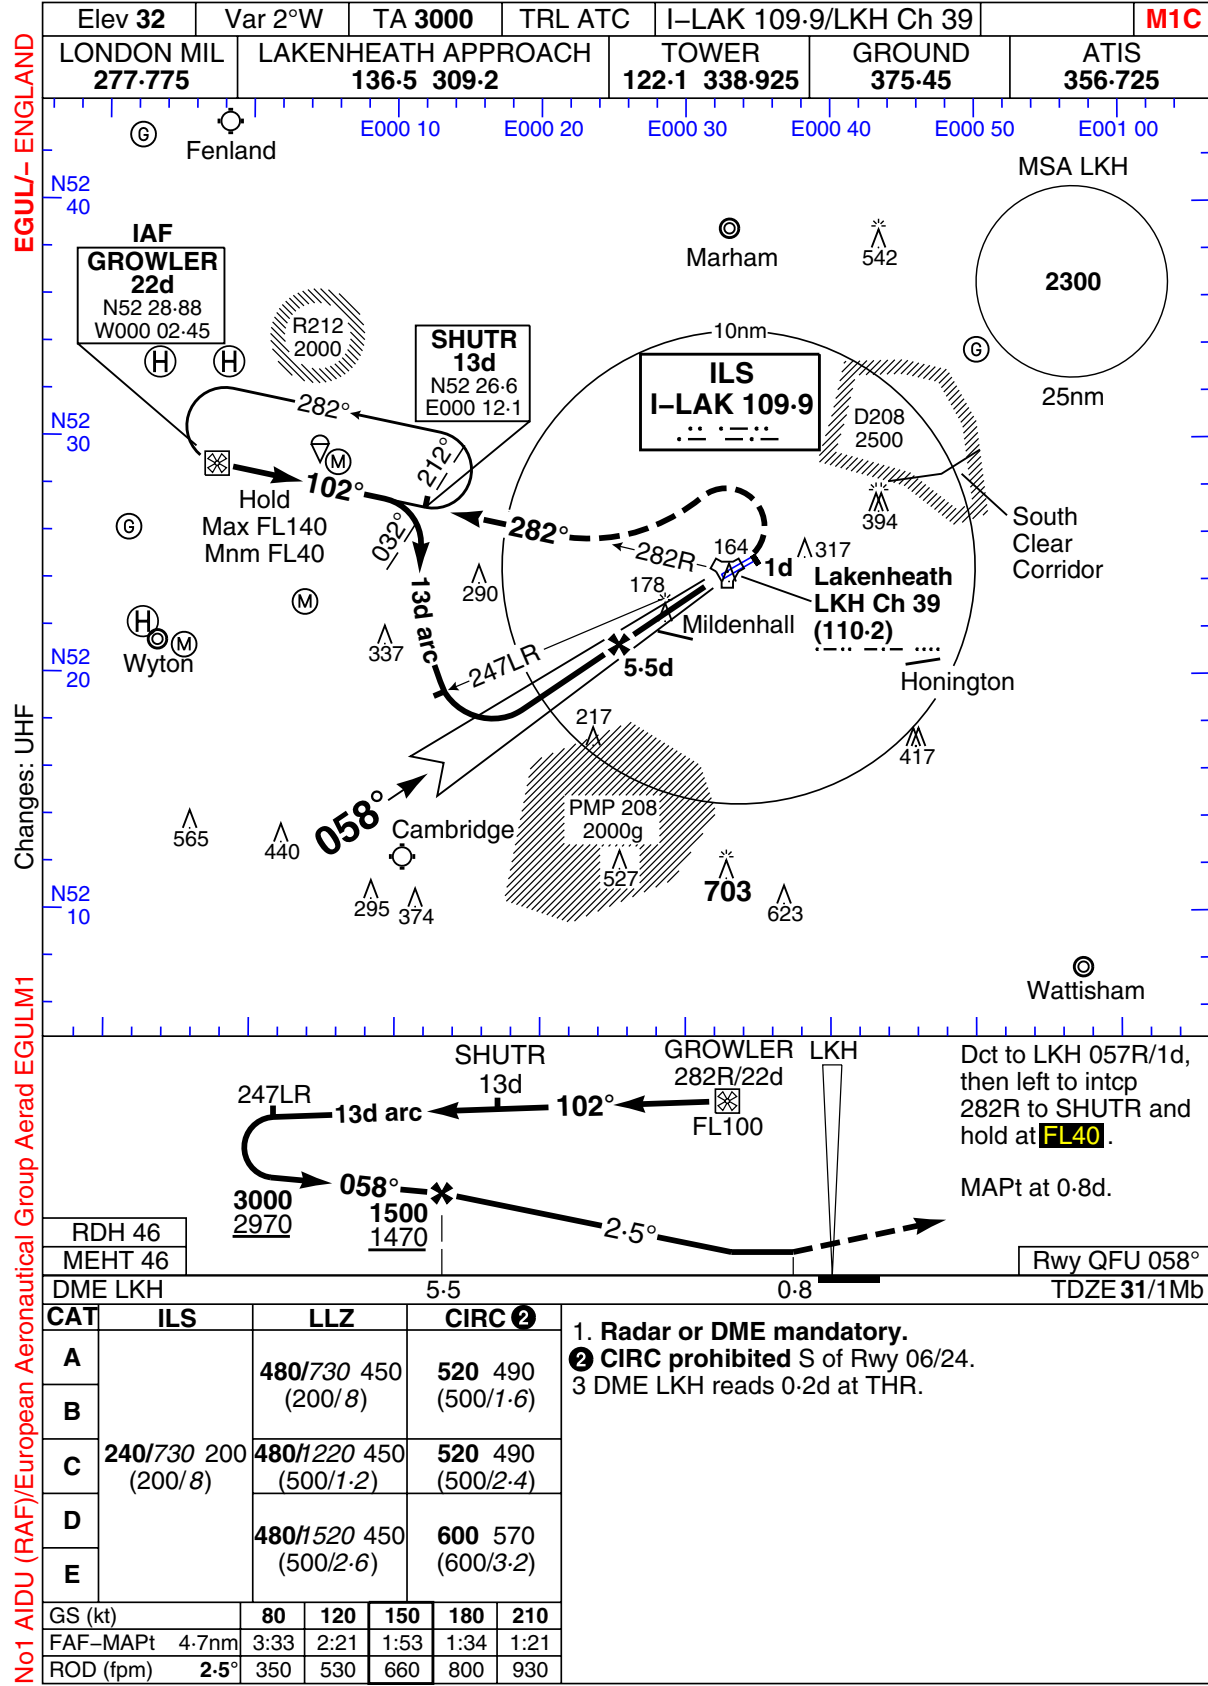 Elev 32
Var 2°W
TA 3000
TRL ATC
I–LAK 109·9/LKH Ch 39
M1C
LONDON MIL
277·775
LAKENHEATH APPROACH
136·5 309·2
TOWER
122·1 338·925
GROUND
375·45
ATIS
356·725
EGUL/– ENGLAND
Changes: UHF
No1 AIDU (RAF)/European Aeronautical Group Aerad EGULM1
E000 10
E000 20
E000 30
E000 40
E000 50
E001 00
G
Fenland
MSA LKH
2300
25nm
N52
40
IAF
GROWLER
22d
N52 28·88
W000 02·45
Marham
542
R212
2000
SHUTR
13d
N52 26·6
E000 12·1
10nm
G
H
H
ILS
I–LAK 109·9
D208
2500
282°
N52
30
212°
M
102°
Hold
Max FL140
Mnm FL40
G
032°
282°
282R
394
South
Clear
Corridor
164
317
1d
178
290
Lakenheath
LKH Ch 39
(110·2)
13d arc
M
H
M
Wyton
337
247LR
Mildenhall
5·5d
Honington
N52
20
217
417
058°
PMP 208
2000g
527
565
440
Cambridge
295
374
703
623
N52
10
Wattisham
SHUTR
13d
GROWLER
282R/22d
LKH
247LR
13d arc
102°
FL100
Dct to LKH 057R/1d,
then left to intcp
282R to SHUTR and
hold at FL40 .
MAPt at 0·8d.
3000
2970
058°
1500
1470
2·5°
RDH 46
MEHT 46
Rwy QFU 058°
DME LKH
5·5
0·8
TDZE 31/1Mb
CAT
ILS
LLZ
CIRC 2
A
B
C
D
E
240/730 200
(200/8)
480/730 450
(200/8)
520 490
(500/1·6)
480/1220 450
(500/1·2)
520 490
(500/2·4)
480/1520 450
(500/2·6)
600 570
(600/3·2)
1. Radar or DME mandatory.
2 CIRC prohibited S of Rwy 06/24.
3 DME LKH reads 0·2d at THR.
GS (kt) 80 120 150 180 210
FAF–MAPt 4·7nm 3:33 2:21 1:53 1:34 1:21
ROD (fpm) 2·5° 350 530 660 800 930